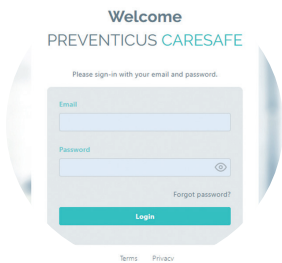 Welcome
PREVENTICUS CARESAFE
Please sign-in with your email and password.
Email
Password
Forgot password?
Login
Terms Privacy